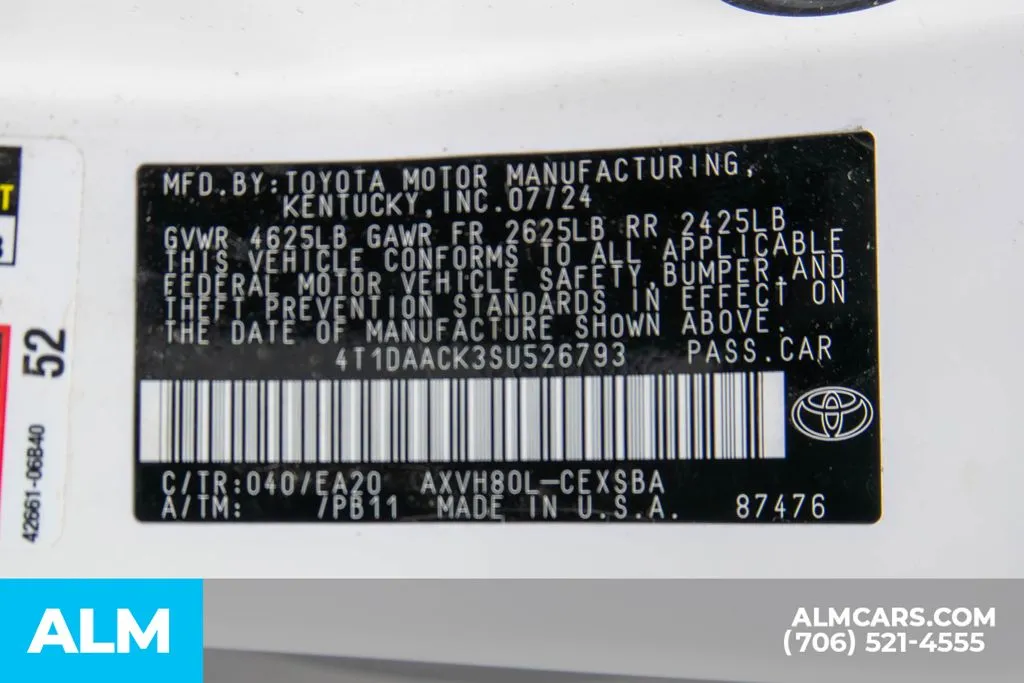 MFD.BY:TOYOTA MOTOR MANUFACTURING,
KENTUCKY,INC.07/24
GVWR 4625LB GAWR FR 2625LB RR 2425LB
THIS VEHICLE CONFORMS TO ALL APPLICABLE
FEDERAL MOTOR VEHICLE SAFETY,BUMPER,AND
THEFT PREVENTION STANDARDS IN EFFECT ON
THE DATE OF MANUFACTURE SHOWN ABOVE.
4T1DAACK3SU526793 PASS.CAR
C/TR:040/EA20 AXVH80L-CEXSBA
A/TM: /PB11 MADE IN U.S.A. 87476
52
42661-06B40
ALM
ALMCARS.COM
(706) 521-4555